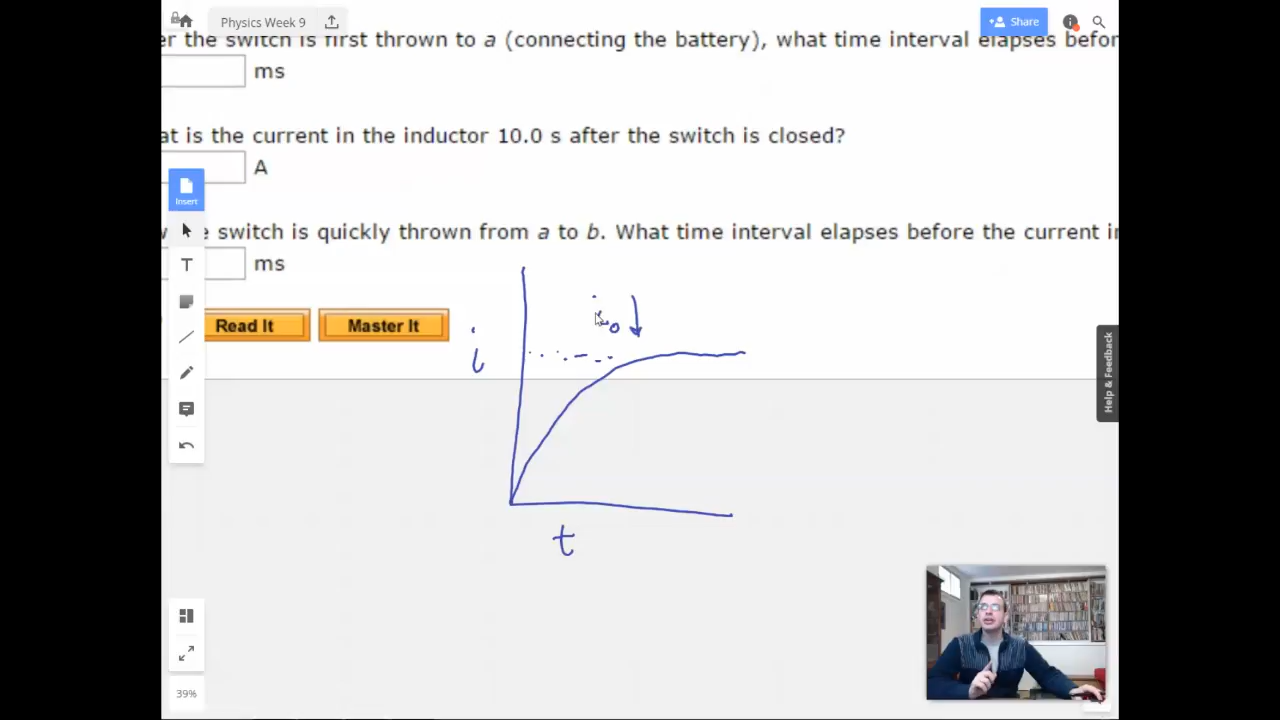 Physics Week 9
Share
er the switch is first thrown to a (connecting the battery), what time interval elapses befor
ms
at is the current in the inductor 10.0 s after the switch is closed?
A
Insert
e switch is quickly thrown from a to b. What time interval elapses before the current in
ms
T
Read It
Master It
i₀
i
t
Help & Feedback
39%